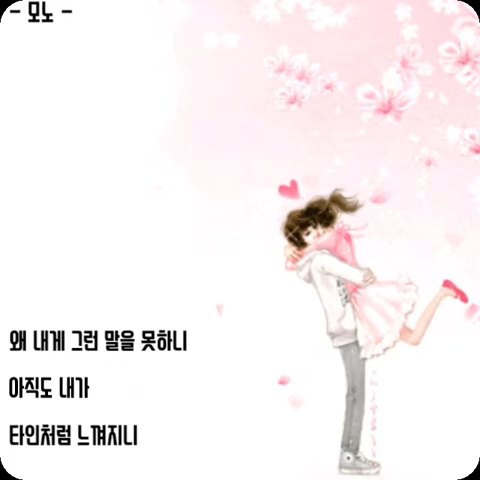 - 모노 -
왜 내게 그런 말을 못하니
아직도 내가
타인처럼 느껴지니